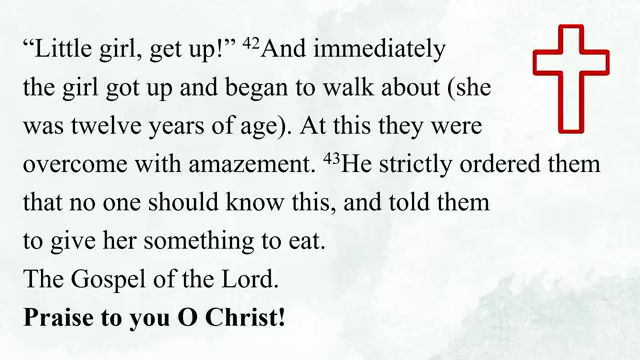 “Little girl, get up!” ⁴²And immediately
the girl got up and began to walk about (she
was twelve years of age). At this they were
overcome with amazement. ⁴³He strictly ordered them
that no one should know this, and told them
to give her something to eat.
The Gospel of the Lord.
Praise to you O Christ!